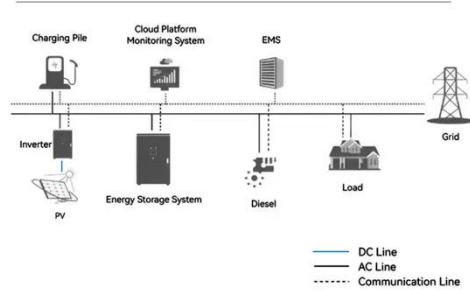 Charging Pile
Cloud Platform
Monitoring System
EMS
Grid
Inverter
PV
Energy Storage System
Diesel
Load
DC Line
AC Line
Communication Line